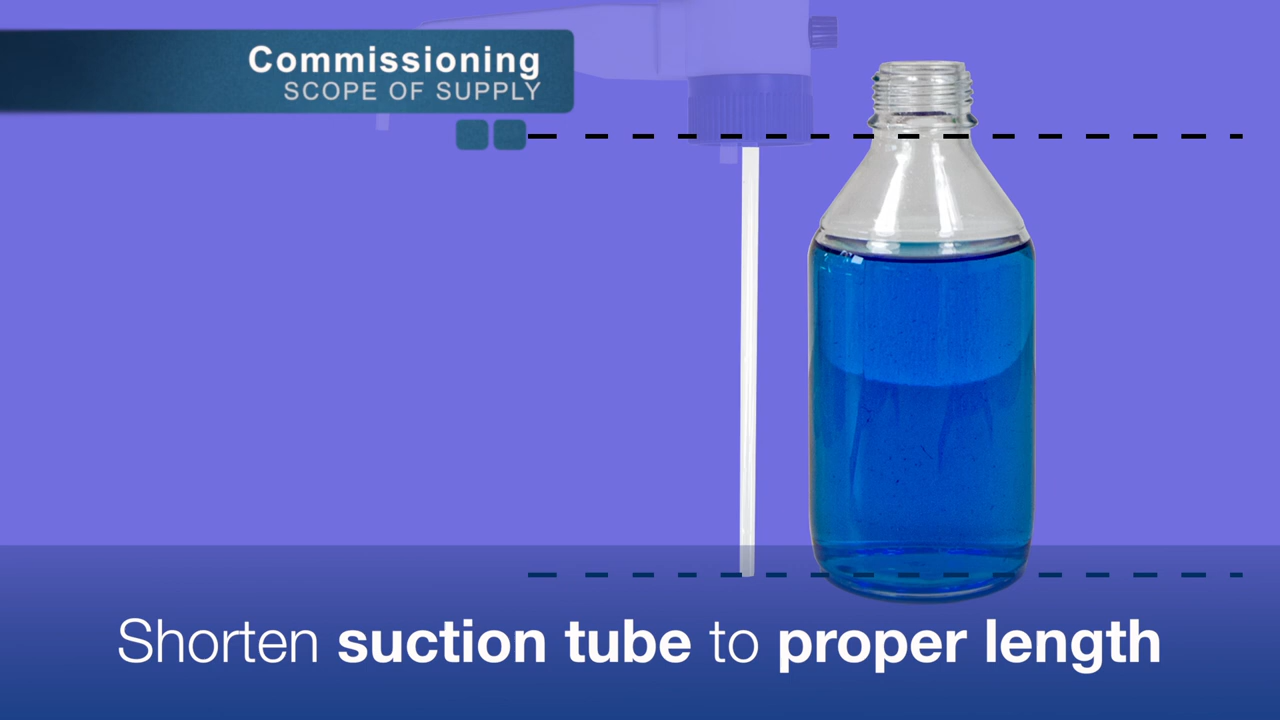 Commissioning
SCOPE OF SUPPLY
Shorten suction tube to proper length